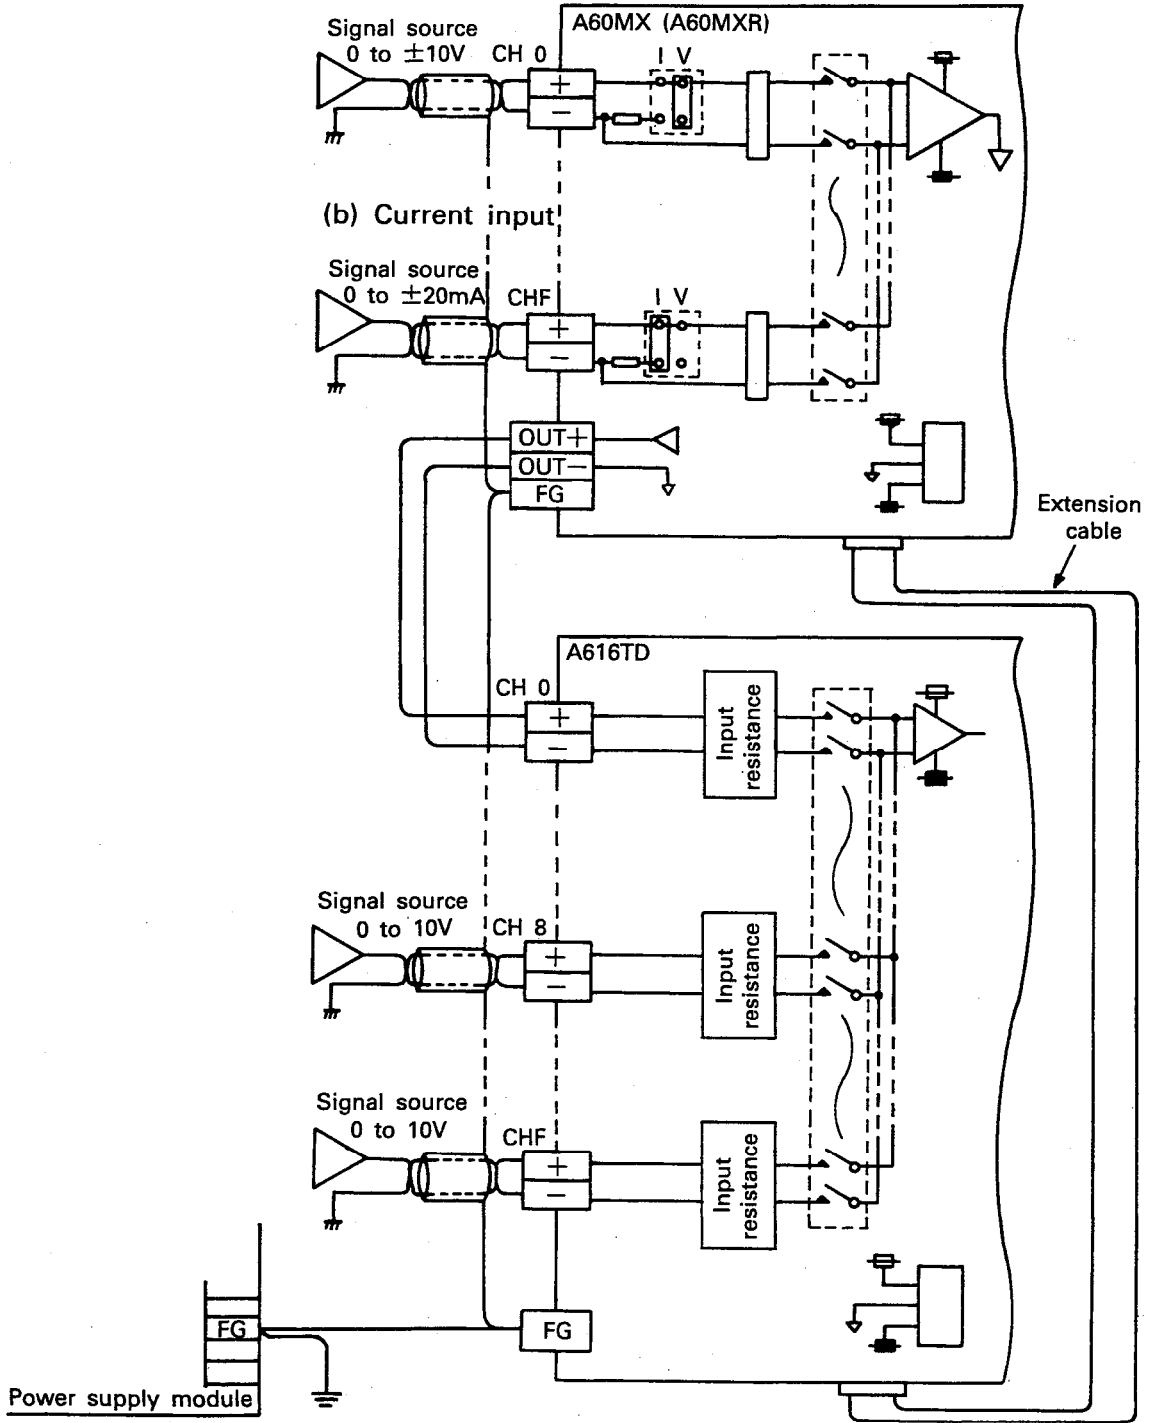 A60MX (A60MXR)
Signal source
0 to ±10V
CH 0
I V
+
−
(b) Current input
Signal source
0 to ±20mA
CHF
I V
+
−
OUT+
OUT−
FG
Extension
cable
A616TD
CH 0
+
−
Input
resistance
Signal source
0 to 10V
CH 8
+
−
Input
resistance
Signal source
0 to 10V
CHF
+
−
Input
resistance
FG
FG
Power supply module